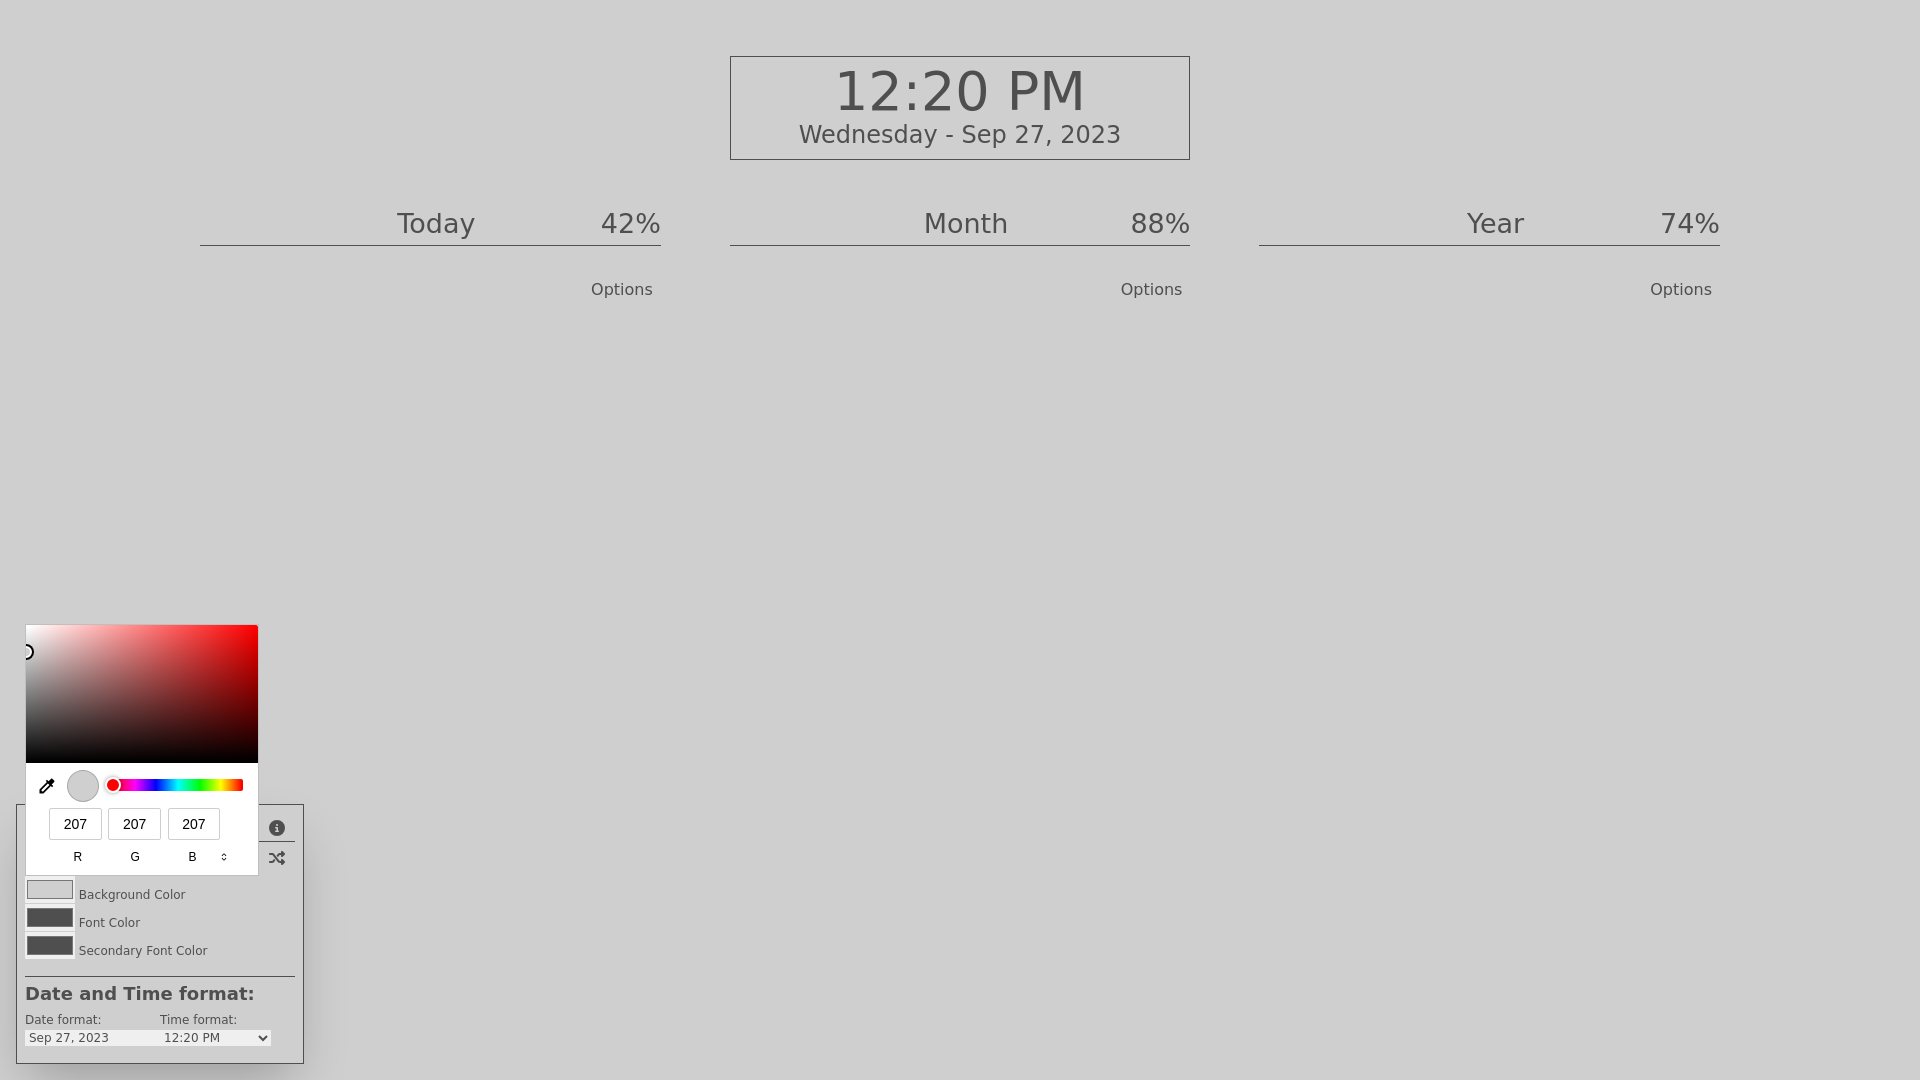 12:20 PM
Wednesday - Sep 27, 2023
Today 42%
Month 88%
Year 74%
Options
Options
Options
207 207 207
R G B
Background Color
Font Color
Secondary Font Color
Date and Time format:
Date format: Time format:
Sep 27, 2023 12:20 PM